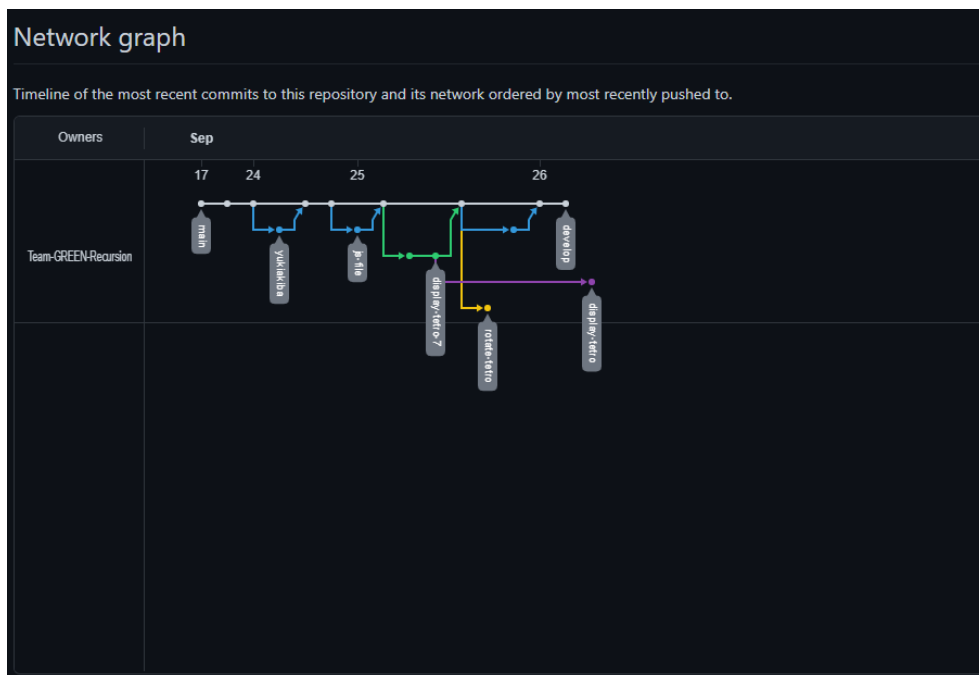 Network graph
Timeline of the most recent commits to this repository and its network ordered by most recently pushed to.
Owners
Sep
17
24
25
26
Team-GREEN-Recursion
main
yukiakiba
js-file
display-tetro-7
rotate-tetro
develop
display-tetro